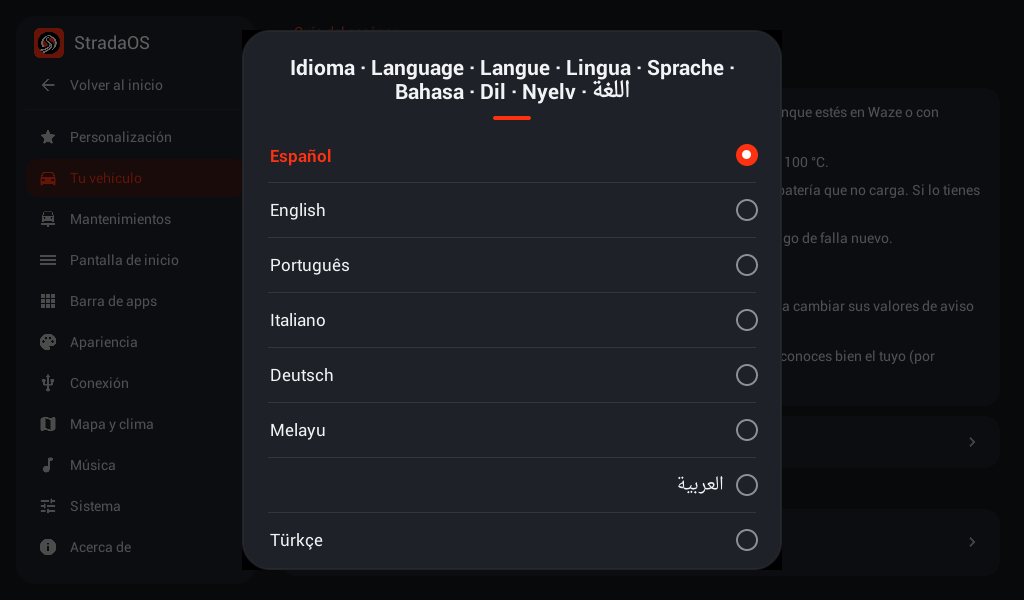 StradaOS
Volver al inicio
Personalización
Tu vehículo
Mantenimientos
Pantalla de inicio
Barra de apps
Apariencia
Conexión
Mapa y clima
Música
Sistema
Acerca de
Idioma · Language · Langue · Lingua · Sprache ·
Bahasa · Dil · Nyelv · اللغة
Español
English
Português
Italiano
Deutsch
Melayu
العربية
Türkçe
nque estés en Waze o con
100 °C.
batería que no carga. Si lo tienes
go de falla nuevo.
a cambiar sus valores de aviso
conoces bien el tuyo (por